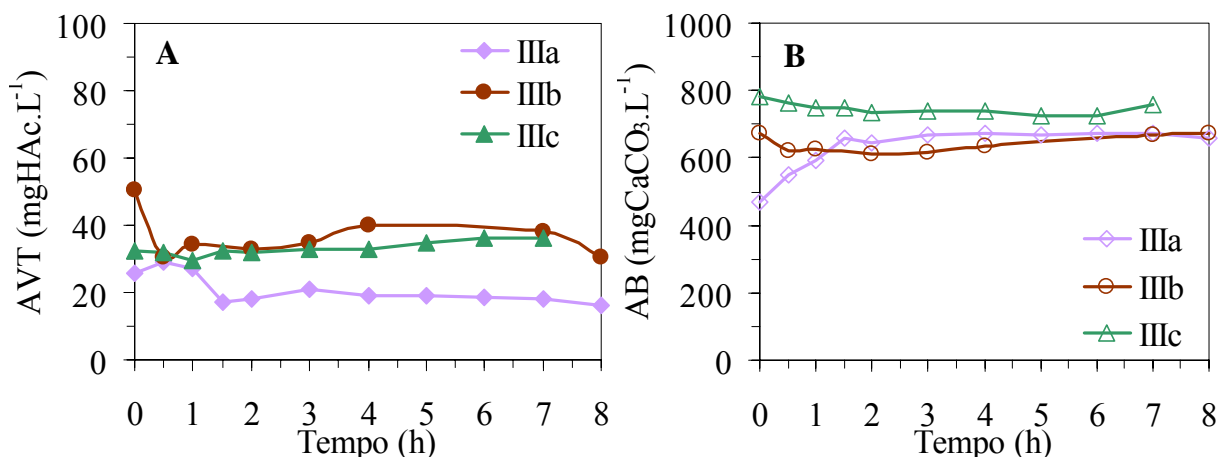 A
AVT (mgHAc.L⁻¹)
100
80
60
40
20
0
IIIa
IIIb
IIIc
0 1 2 3 4 5 6 7 8
Tempo (h)
B
AB (mgCaCO₃.L⁻¹)
1000
800
600
400
200
0
IIIa
IIIb
IIIc
0 1 2 3 4 5 6 7 8
Tempo (h)